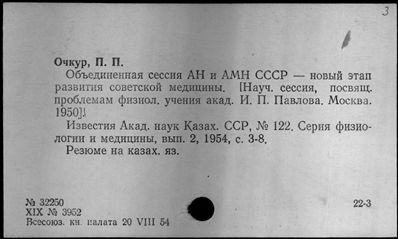 3
Очкур, П. П.
Объединенная сессия АН и АМН СССР — новый этап
развития советской медицины. [Науч. сессия, посвящ.
проблемам физиол. учения акад. И. П. Павлова. Москва.
1950].
Известия Акад. наук Казах. ССР, № 122. Серия физио-
логии и медицины, вып. 2, 1954, с. 3-8.
Резюме на казах. яз.
№ 32250
22-3
XIX № 3952
Всесоюз. кн. палата 20 VIII 54